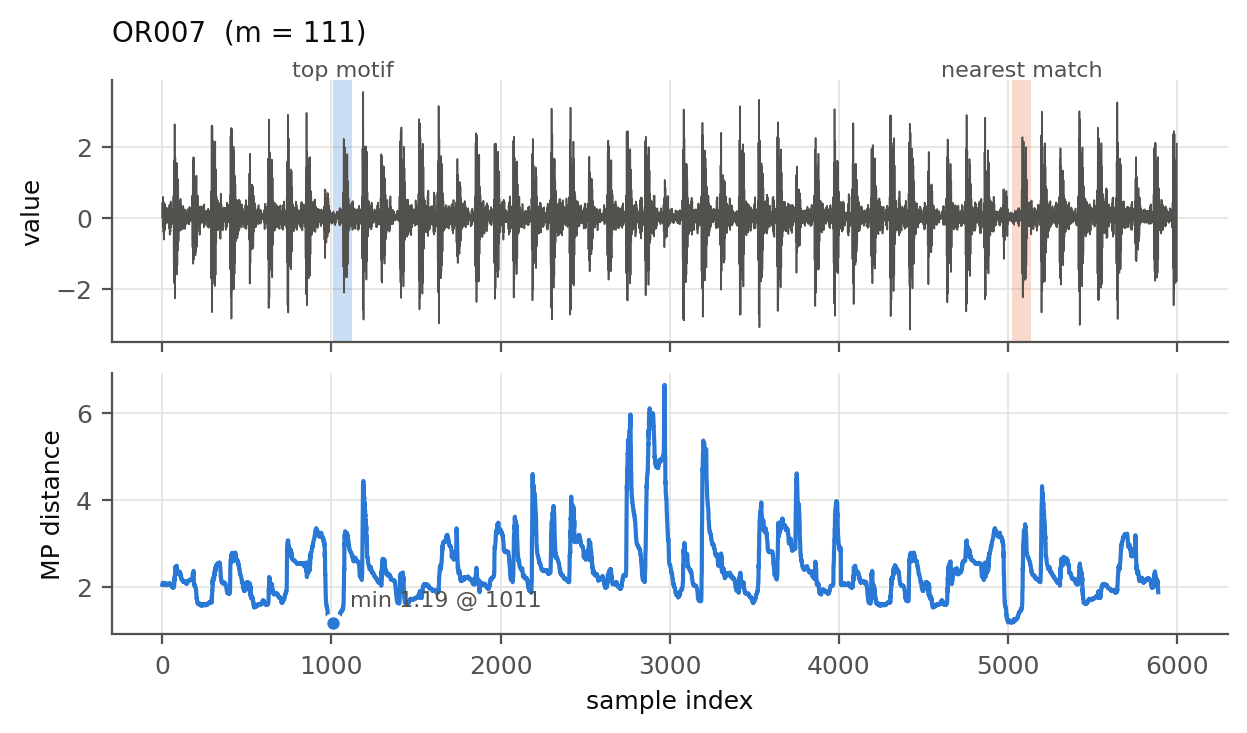 OR007  (m = 111)
top motif
nearest match
value
2
0
−2
MP distance
6
4
2
min 1.19 @ 1011
0
1000
2000
3000
4000
5000
6000
sample index